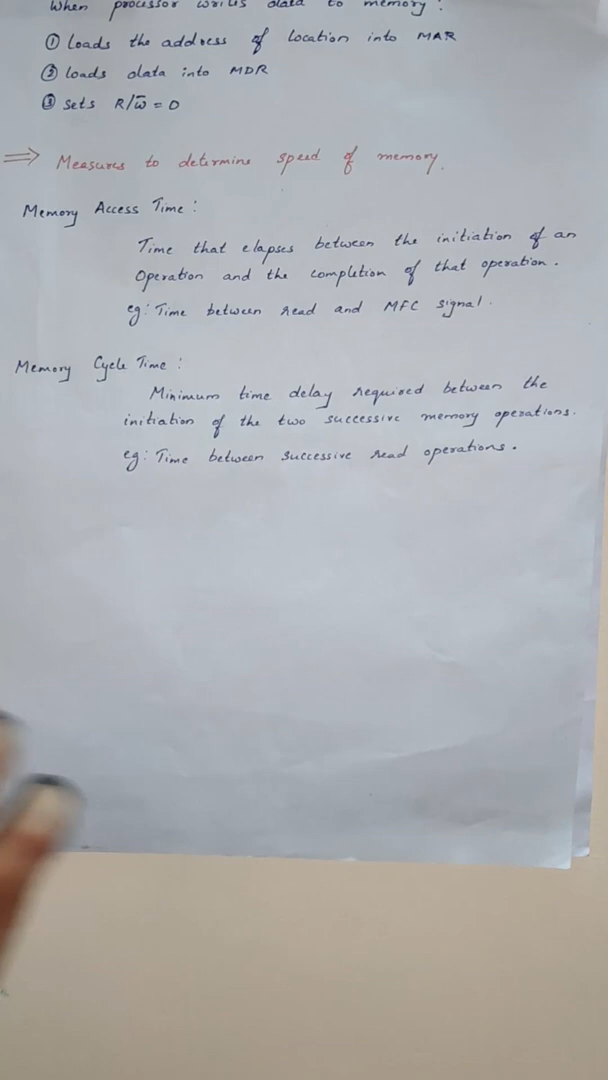 When processor writes data to memory:
① loads the address of location into MAR
② loads data into MDR
③ sets R/w̅ = 0
⇒ Measures to determine speed of memory.
Memory Access Time:
Time that elapses between the initiation of an
Operation and the completion of that operation.
eg: Time between read and MFC signal.
Memory Cycle Time:
Minimum time delay required between the
initiation of the two successive memory operations.
eg: Time between successive read operations.